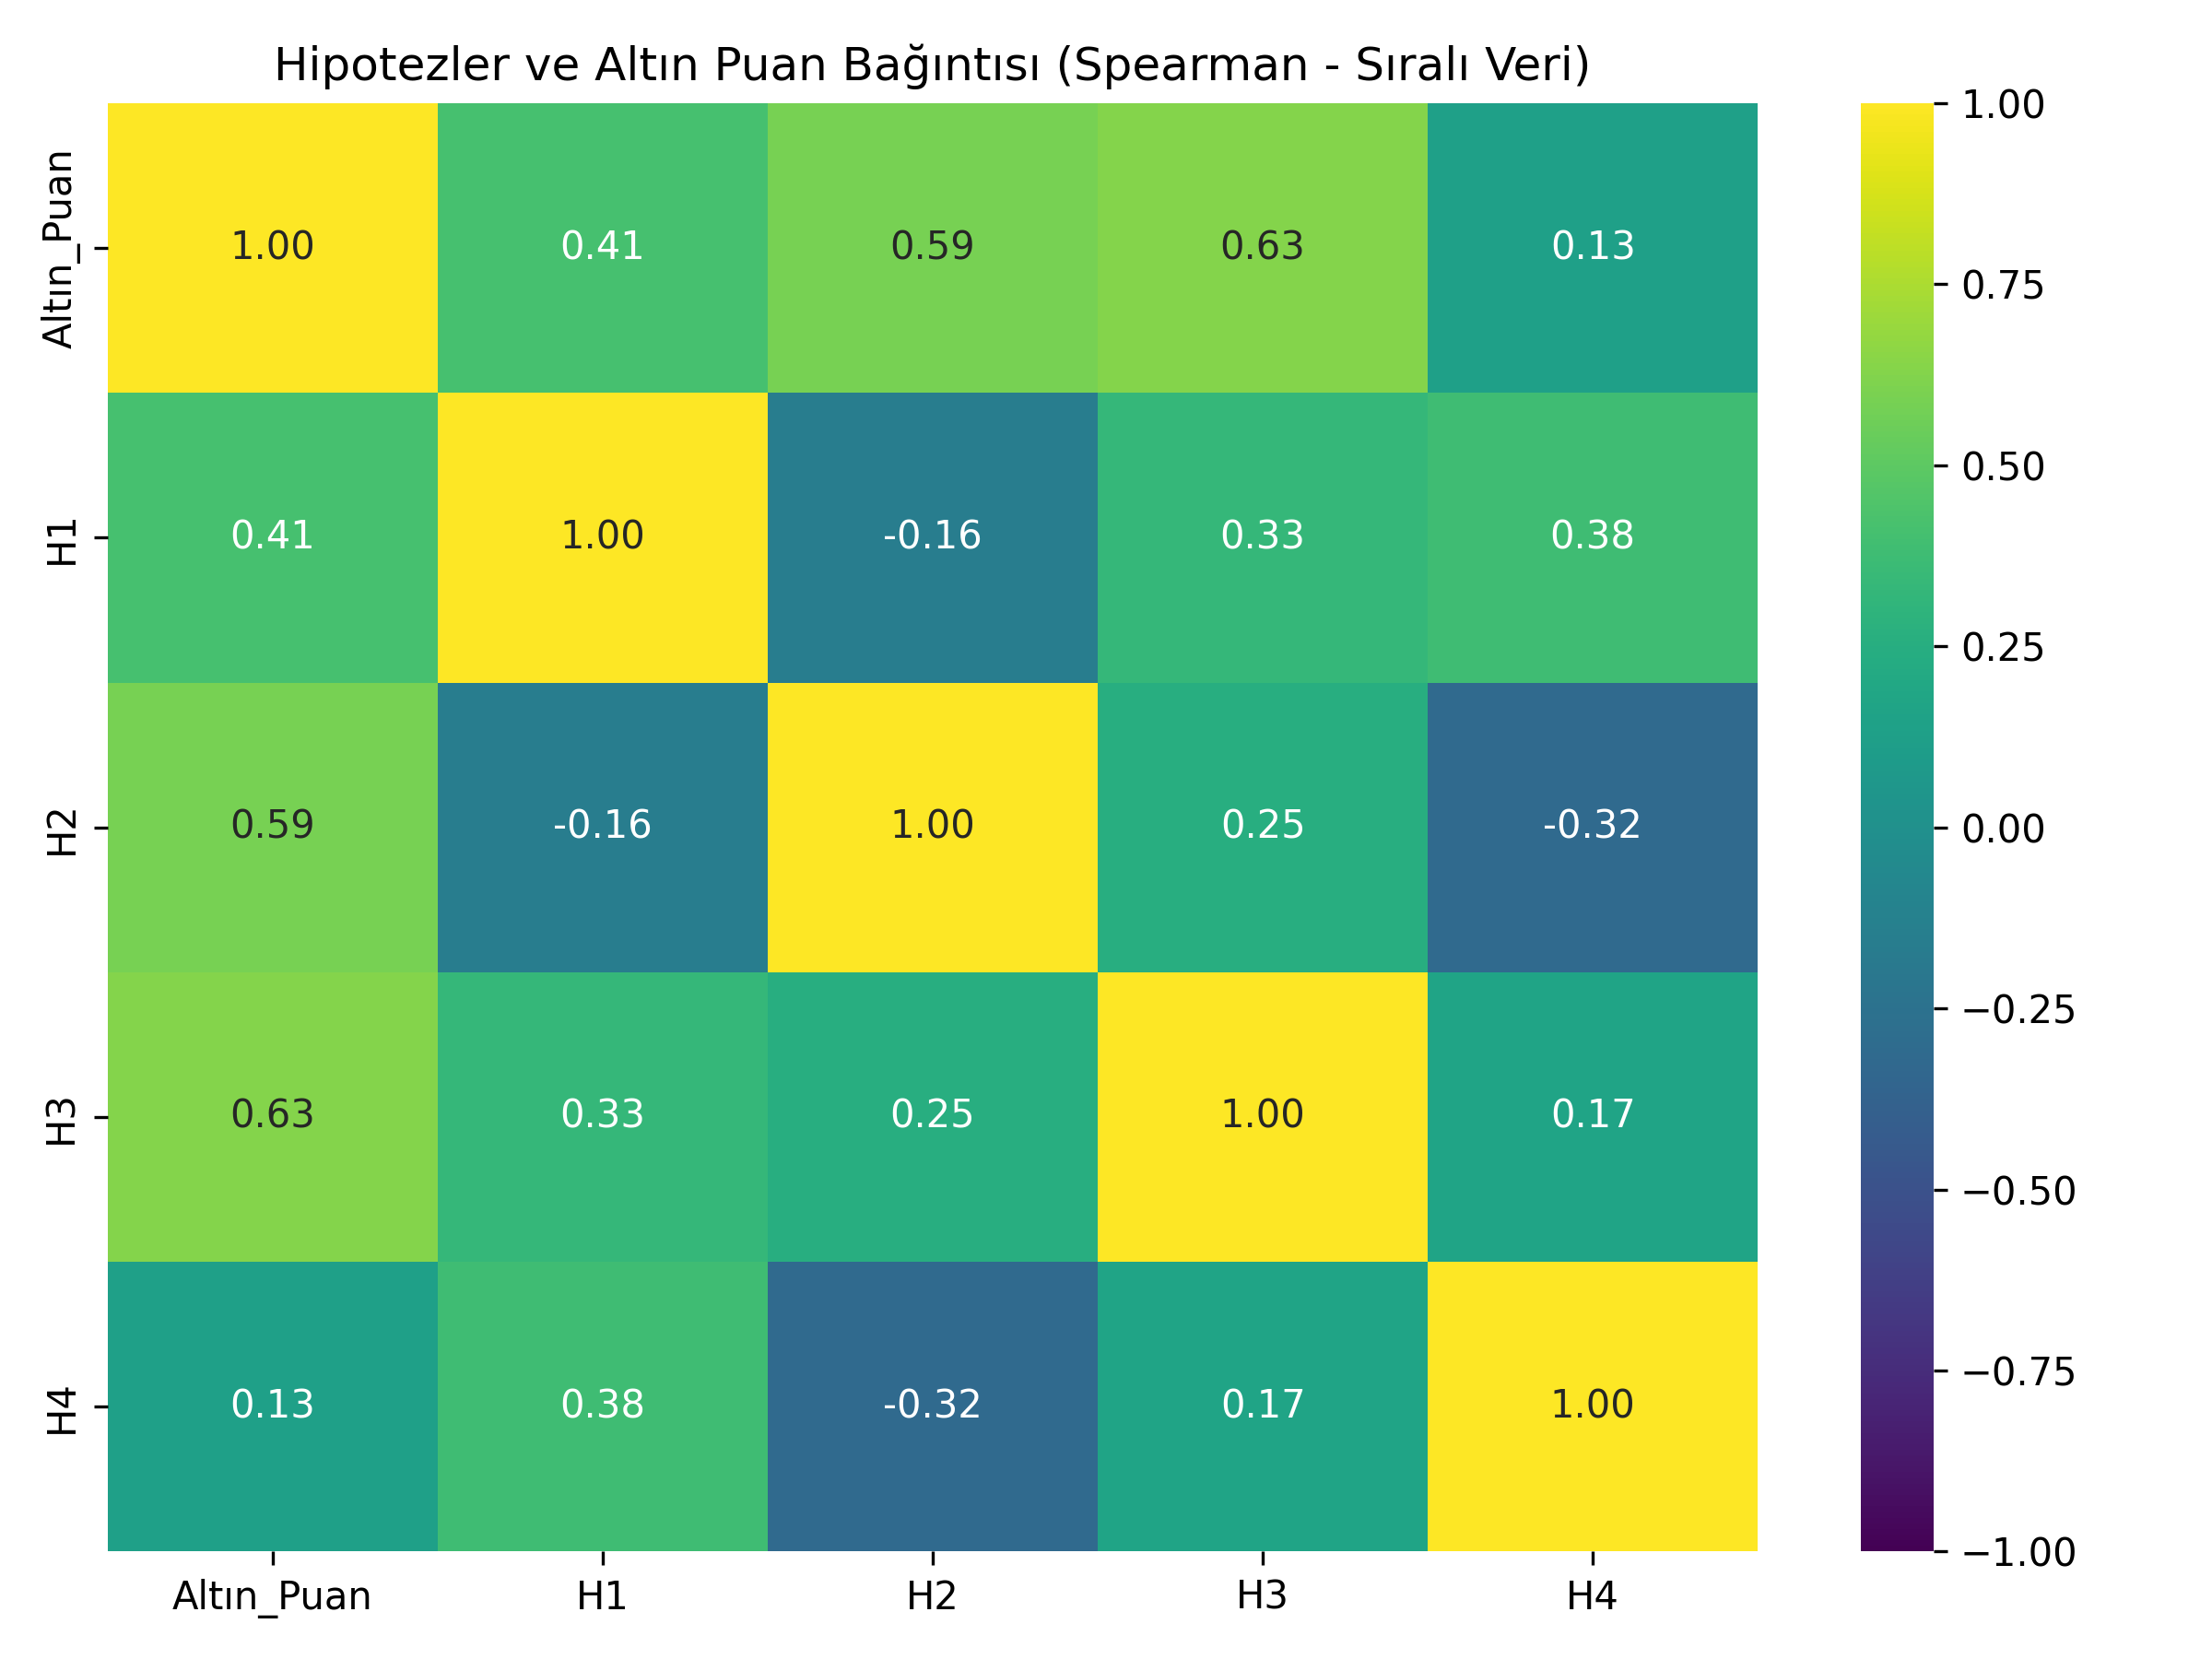 Hipotezler ve Altın Puan Bağıntısı (Spearman - Sıralı Veri)
Altın_Puan 1.00 0.41 0.59 0.63 0.13
H1 0.41 1.00 -0.16 0.33 0.38
H2 0.59 -0.16 1.00 0.25 -0.32
H3 0.63 0.33 0.25 1.00 0.17
H4 0.13 0.38 -0.32 0.17 1.00
Altın_Puan H1 H2 H3 H4
1.00
0.75
0.50
0.25
0.00
−0.25
−0.50
−0.75
−1.00